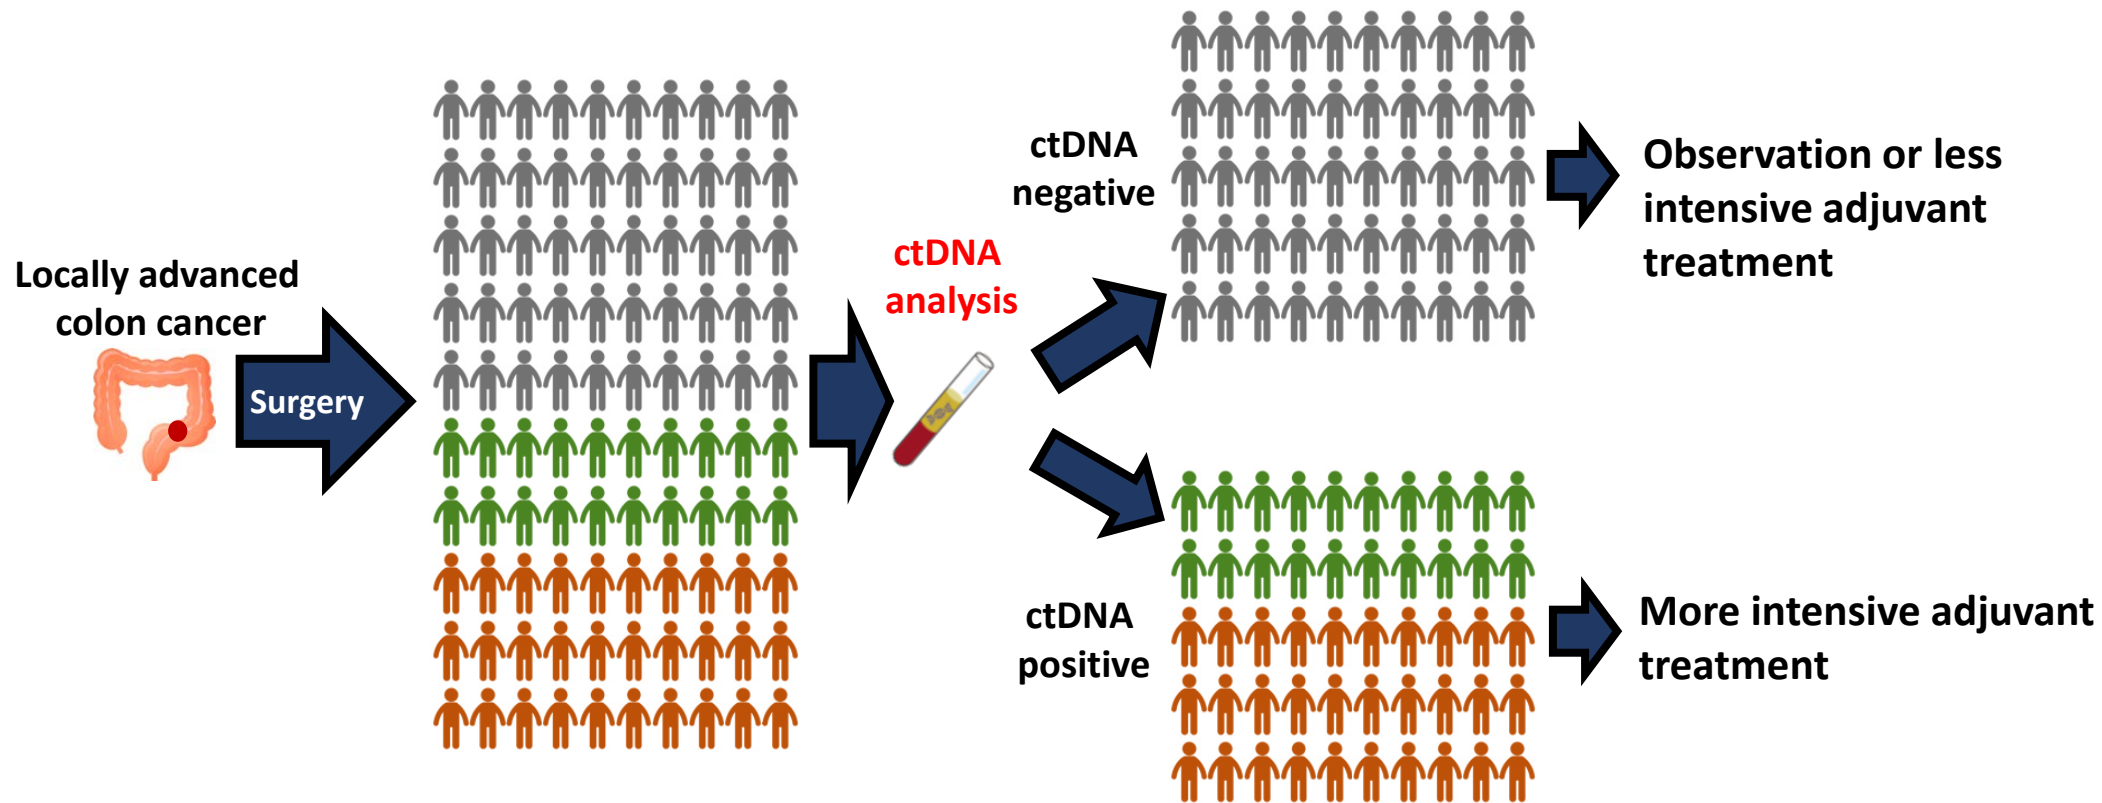 Locally advanced
colon cancer
Surgery
ctDNA
analysis
ctDNA
negative
Observation or less
intensive adjuvant
treatment
ctDNA
positive
More intensive adjuvant
treatment